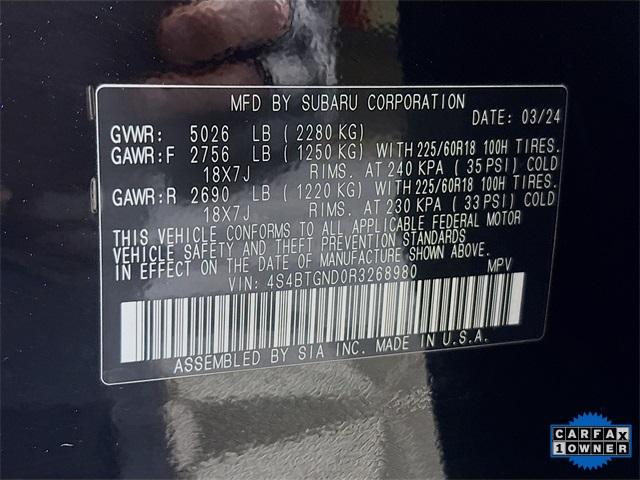 MFD BY SUBARU CORPORATION
DATE: 03/24
GVWR: 5026 LB ( 2280 KG)
GAWR:F 2756 LB ( 1250 KG) WITH 225/60R18 100H TIRES.
18X7J RIMS. AT 240 KPA ( 35 PSI) COLD
GAWR:R 2690 LB ( 1220 KG) WITH 225/60R18 100H TIRES.
18X7J RIMS. AT 230 KPA ( 33 PSI) COLD
THIS VEHICLE CONFORMS TO ALL APPLICABLE FEDERAL MOTOR
VEHICLE SAFETY AND THEFT PREVENTION STANDARDS
IN EFFECT ON THE DATE OF MANUFACTURE SHOWN ABOVE.
VIN: 4S4BTGND0R3268980 MPV
ASSEMBLED BY SIA INC. MADE IN U.S.A.
CARFAX
1 OWNER